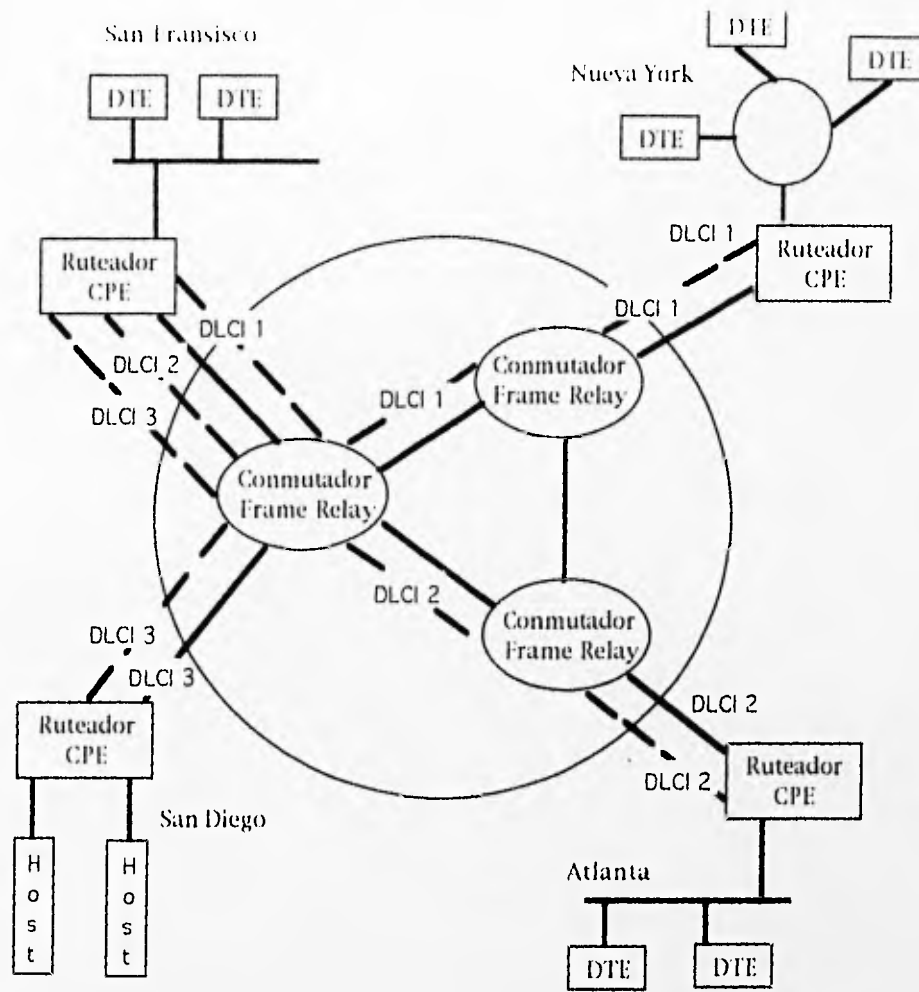 San Fransisco
DTE
DTE
Nueva York
DTE
DTE
DTE
Ruteador
CPE
DLCI 1
Ruteador
CPE
DLCI 1
DLCI 1
DLCI 2
DLCI 3
DLCI 1
Conmutador
Frame Relay
Conmutador
Frame Relay
DLCI 2
Conmutador
Frame Relay
DLCI 3
DLCI 3
DLCI 2
DLCI 2
Ruteador
CPE
Ruteador
CPE
San Diego
Host
Host
Atlanta
DTE
DTE